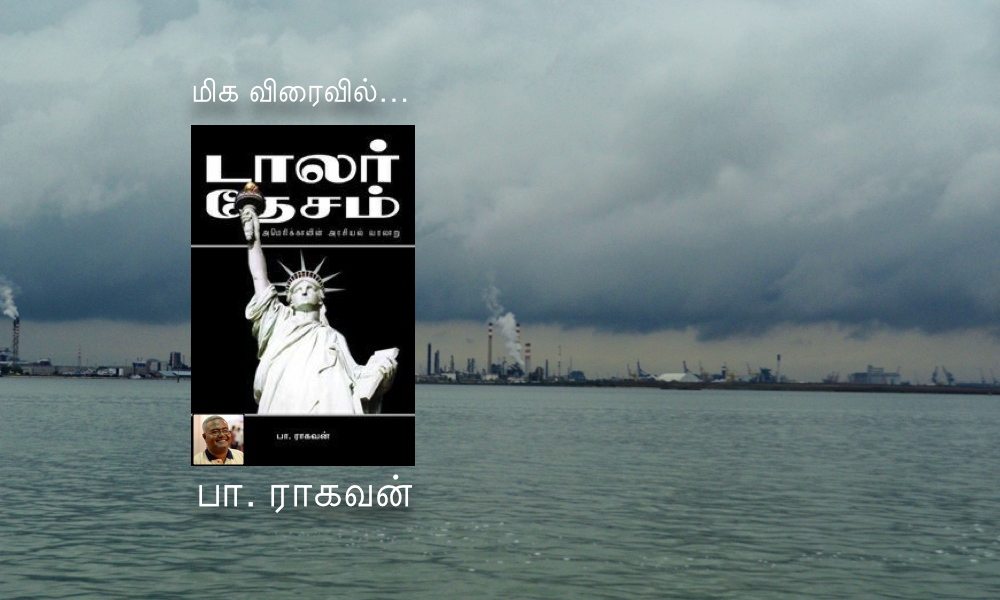 மிக விரைவில்...
டாலர்
தேசம்
அமெரிக்காவின் அரசியல் வரலாறு
பா. ராகவன்
பா. ராகவன்